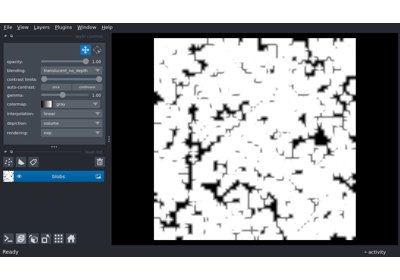 File View Layers Plugins Window Help
opacity: 1.00
blending: translucent_no_depth
contrast limits:
auto-contrast: once continuous
gamma: 1.00
colormap: gray
interpolation: linear
depiction: volume
rendering: mip
blobs
Ready activity